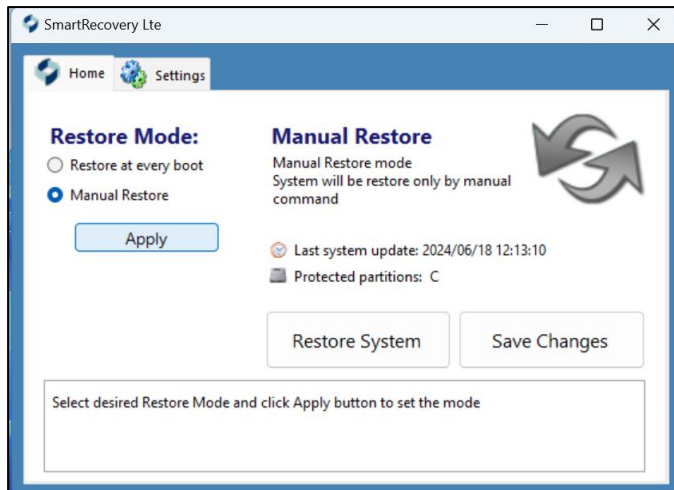 SmartRecovery Lte
Home
Settings
Restore Mode:
Restore at every boot
Manual Restore
Apply
Manual Restore
Manual Restore mode
System will be restore only by manual
command
Last system update: 2024/06/18 12:13:10
Protected partitions: C
Restore System
Save Changes
Select desired Restore Mode and click Apply button to set the mode